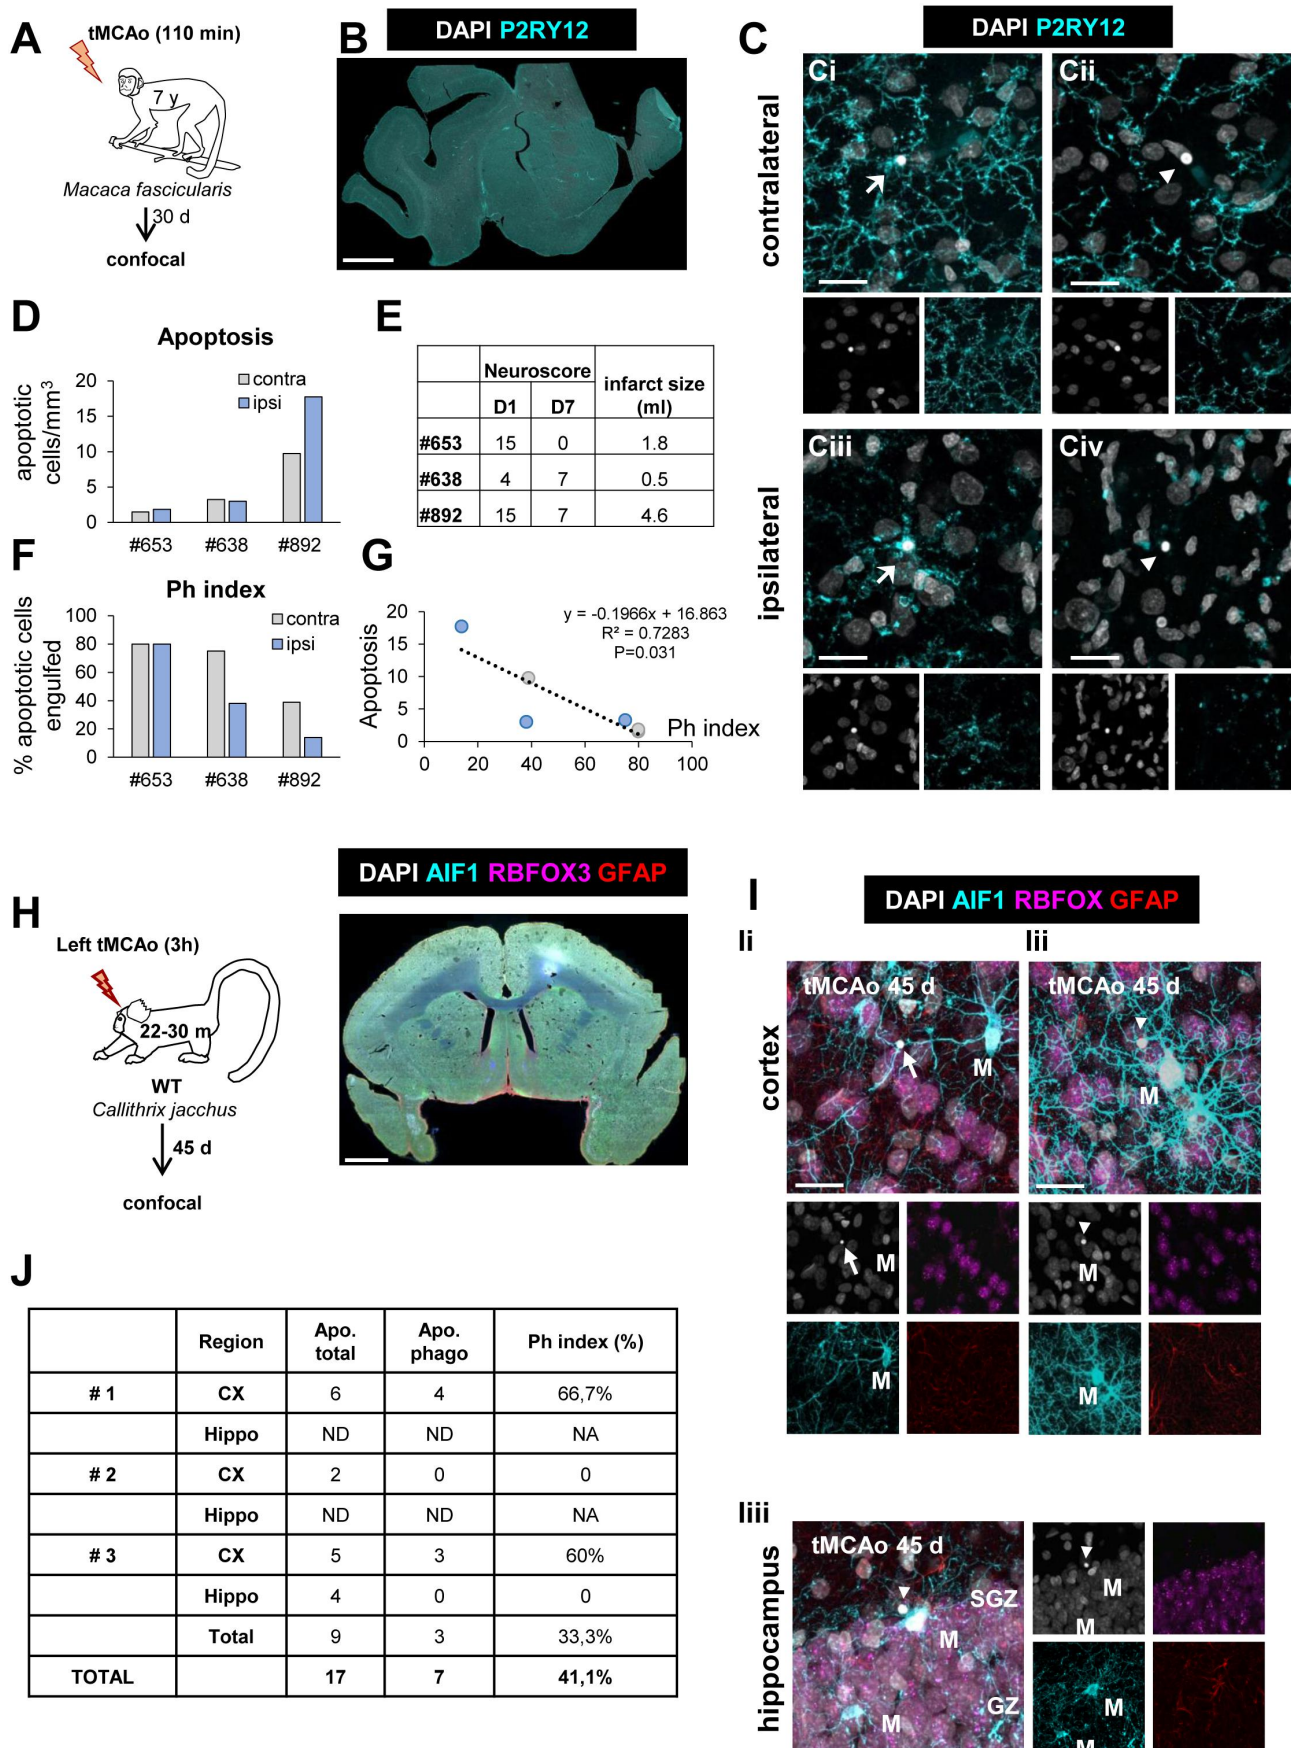 A
tMCAo (110 min)
7 y
Macaca fascicularis
30 d
confocal
B
DAPI P2RY12
C
DAPI P2RY12
contralateral
Ci
Cii
ipsilateral
Ciii
Civ
D
Apoptosis
apoptotic
cells/mm³
20
15
10
5
0
contra
ipsi
#653 #638 #892
E
Neuroscore infarct size
(ml)
D1 D7
#653 15 0 1.8
#638 4 7 0.5
#892 15 7 4.6
F
Ph index
% apoptotic cells
engulfed
100
80
60
40
20
0
contra
ipsi
#653 #638 #892
G
Apoptosis
20
15
10
5
0
y = -0.1966x + 16.863
R² = 0.7283
P=0.031
Ph index
0 20 40 60 80 100
H
Left tMCAo (3h)
22-30 m
WT
Callithrix jacchus
45 d
confocal
DAPI AIF1 RBFOX3 GFAP
I
DAPI AIF1 RBFOX GFAP
Ii
Iii
cortex
tMCAo 45 d
M
tMCAo 45 d
M
M
M
M
M
J
Region Apo. total Apo. phago Ph index (%)
# 1 CX 6 4 66,7%
Hippo ND ND NA
# 2 CX 2 0 0
Hippo ND ND NA
# 3 CX 5 3 60%
Hippo 4 0 0
Total 9 3 33,3%
TOTAL 17 7 41,1%
Iiii
hippocampus
tMCAo 45 d
SGZ
M
GZ
M
M
M
M
M